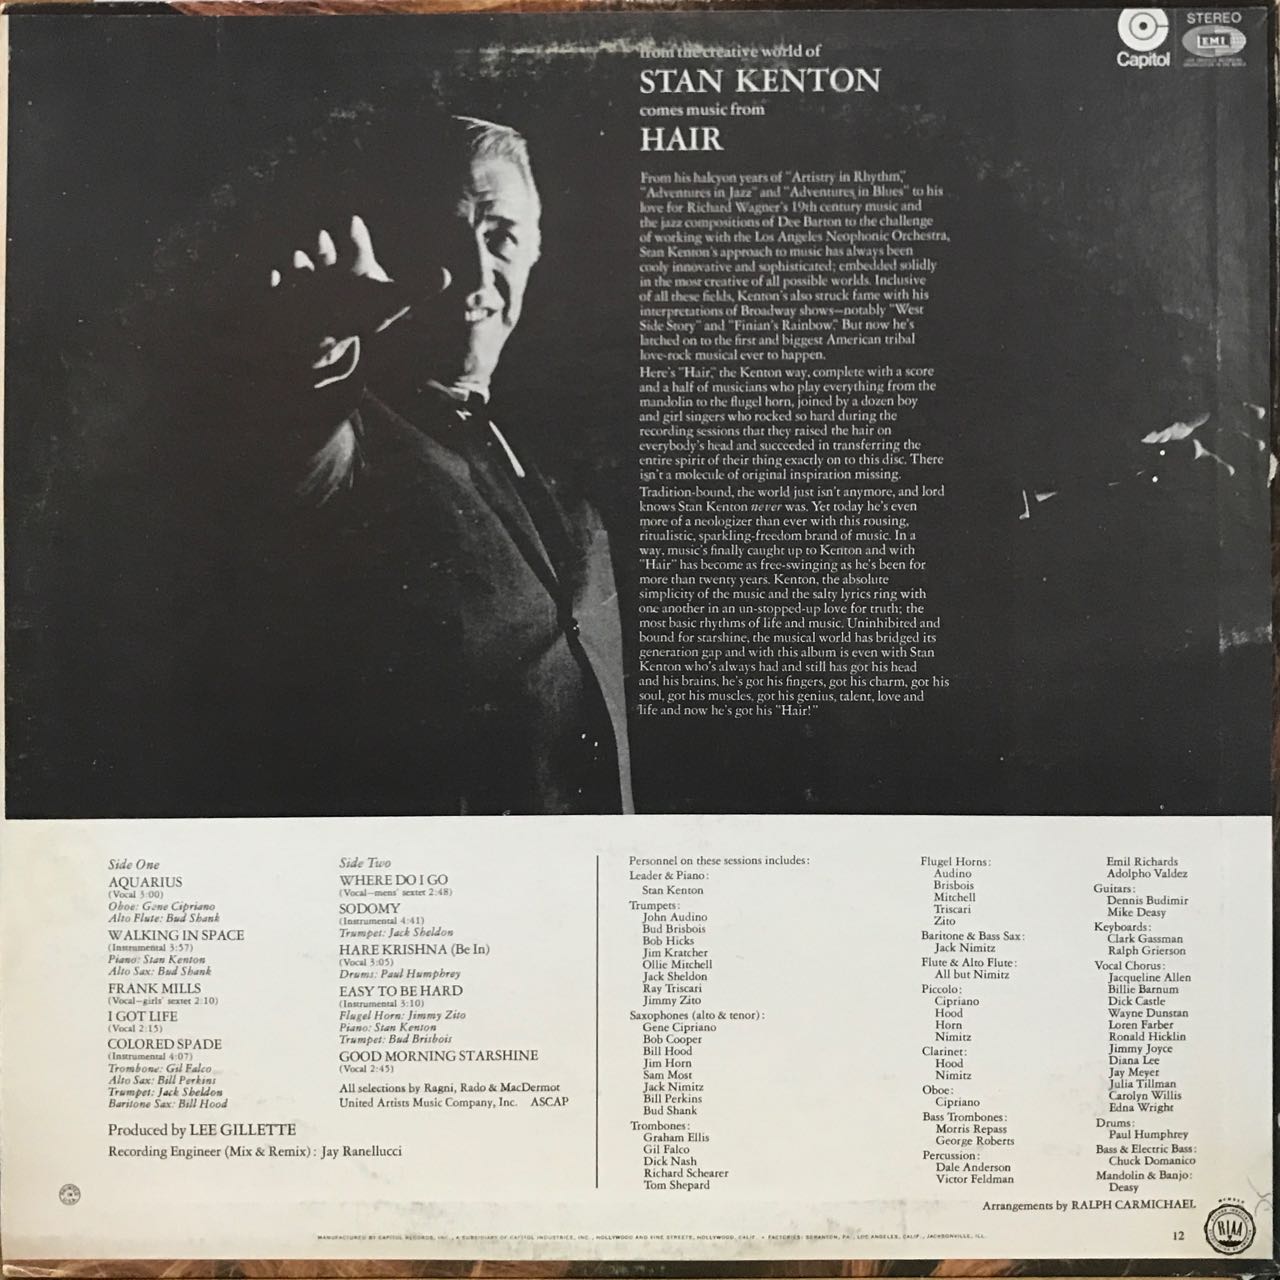 from the creative world of
STAN KENTON
comes music from
HAIR
Capitol
STEREO
EMI
From his halcyon years of "Artistry in Rhythm,"
"Adventures in Jazz" and "Adventures in Blues" to his
love for Richard Wagner's 19th century music and
the jazz compositions of Dee Barton to the challenge
of working with the Los Angeles Neophonic Orchestra,
Stan Kenton's approach to music has always been
cooly innovative and sophisticated; embedded solidly
in the most creative of all possible worlds. Inclusive
of all these fields, Kenton's also struck fame with his
interpretations of Broadway shows—notably "West
Side Story" and "Finian's Rainbow." But now he's
latched on to the first and biggest American tribal
love-rock musical ever to happen.
Here's "Hair," the Kenton way, complete with a score
and a half of musicians who play everything from the
mandolin to the flugel horn, joined by a dozen boy
and girl singers who rocked so hard during the
recording sessions that they raised the hair on
everybody's head and succeeded in transferring the
entire spirit of their thing exactly on to this disc. There
isn't a molecule of original inspiration missing.
Tradition-bound, the world just isn't anymore, and lord
knows Stan Kenton never was. Yet today he's even
more of a neologizer than ever with this rousing,
ritualistic, sparkling-freedom brand of music. In a
way, music's finally caught up to Kenton and with
"Hair" has become as free-swinging as he's been for
more than twenty years. Kenton, the absolute
simplicity of the music and the salty lyrics ring with
one another in an un-stopped-up love for truth; the
most basic rhythms of life and music. Uninhibited and
bound for starshine, the musical world has bridged its
generation gap and with this album is even with Stan
Kenton who's always had and still has got his head
and his brains, he's got his fingers, got his charm, got his
soul, got his muscles, got his genius, talent, love and
life and now he's got his "Hair!"
Side One
AQUARIUS
(Vocal 3:00)
Oboe: Gene Cipriano
Alto Flute: Bud Shank
WALKING IN SPACE
(Instrumental 3:57)
Piano: Stan Kenton
Alto Sax: Bud Shank
FRANK MILLS
(Vocal—girls' sextet 2:10)
I GOT LIFE
(Vocal 2:15)
COLORED SPADE
(Instrumental 4:07)
Trombone: Gil Falco
Alto Sax: Bill Perkins
Trumpet: Jack Sheldon
Baritone Sax: Bill Hood
Side Two
WHERE DO I GO
(Vocal—mens' sextet 2:48)
SODOMY
(Instrumental 4:41)
Trumpet: Jack Sheldon
HARE KRISHNA (Be In)
(Vocal 3:05)
Drums: Paul Humphrey
EASY TO BE HARD
(Instrumental 3:10)
Flugel Horn: Jimmy Zito
Piano: Stan Kenton
Trumpet: Bud Brisbois
GOOD MORNING STARSHINE
(Vocal 2:45)
All selections by Ragni, Rado & MacDermot
United Artists Music Company, Inc. ASCAP
Produced by LEE GILLETTE
Recording Engineer (Mix & Remix): Jay Ranellucci
Personnel on these sessions includes:
Leader & Piano:
Stan Kenton
Trumpets:
John Audino
Bud Brisbois
Bob Hicks
Jim Kratcher
Ollie Mitchell
Jack Sheldon
Ray Triscari
Jimmy Zito
Saxophones (alto & tenor):
Gene Cipriano
Bob Cooper
Bill Hood
Jim Horn
Sam Most
Jack Nimitz
Bill Perkins
Bud Shank
Trombones:
Graham Ellis
Gil Falco
Dick Nash
Richard Schearer
Tom Shepard
Flugel Horns:
Audino
Brisbois
Mitchell
Triscari
Zito
Baritone & Bass Sax:
Jack Nimitz
Flute & Alto Flute:
All but Nimitz
Piccolo:
Cipriano
Hood
Horn
Nimitz
Clarinet:
Hood
Nimitz
Oboe:
Cipriano
Bass Trombones:
Morris Repass
George Roberts
Percussion:
Dale Anderson
Victor Feldman
Emil Richards
Adolpho Valdez
Guitars:
Dennis Budimir
Mike Deasy
Keyboards:
Clark Gassman
Ralph Grierson
Vocal Chorus:
Jacqueline Allen
Billie Barnum
Dick Castle
Wayne Dunstan
Loren Farber
Ronald Hicklin
Jimmy Joyce
Diana Lee
Jay Meyer
Julia Tillman
Carolyn Willis
Edna Wright
Drums:
Paul Humphrey
Bass & Electric Bass:
Chuck Domanico
Mandolin & Banjo:
Deasy
Arrangements by RALPH CARMICHAEL
MANUFACTURED BY CAPITOL RECORDS, INC., A SUBSIDIARY OF CAPITOL INDUSTRIES, INC., HOLLYWOOD AND VINE STREETS, HOLLYWOOD, CALIF. • FACTORIES: SCRANTON, PA., LOS ANGELES, CALIF., JACKSONVILLE, ILL.
12
RIAA